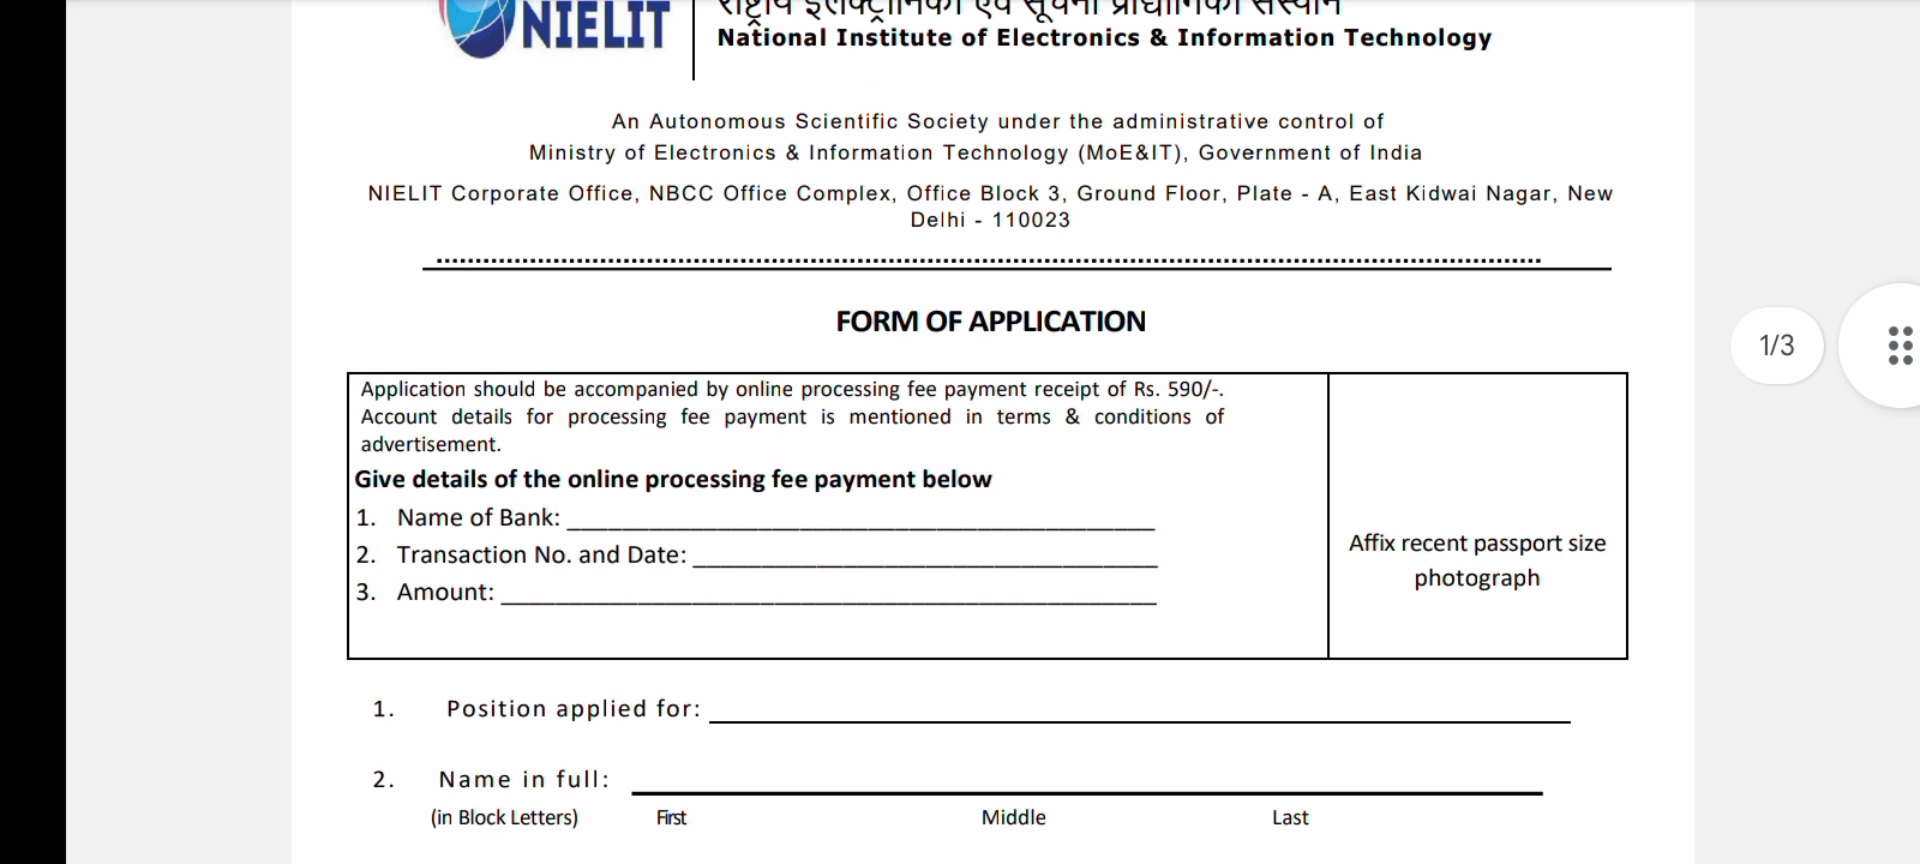 NIELIT
राष्ट्रीय इलेक्ट्रॉनिकी एवं सूचना प्रौद्योगिकी संस्थान
National Institute of Electronics & Information Technology
An Autonomous Scientific Society under the administrative control of
Ministry of Electronics & Information Technology (MoE&IT), Government of India
NIELIT Corporate Office, NBCC Office Complex, Office Block 3, Ground Floor, Plate - A, East Kidwai Nagar, New
Delhi - 110023
FORM OF APPLICATION
1/3
Application should be accompanied by online processing fee payment receipt of Rs. 590/-.
Account details for processing fee payment is mentioned in terms & conditions of
advertisement.
Give details of the online processing fee payment below
1. Name of Bank:
2. Transaction No. and Date:
3. Amount:
Affix recent passport size
photograph
1. Position applied for:
2. Name in full:
(in Block Letters) First Middle Last